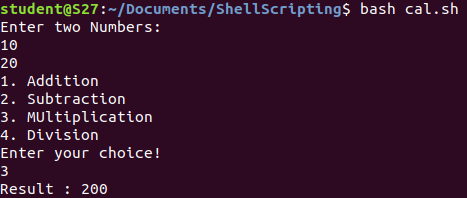 student@S27:~/Documents/ShellScripting$ bash cal.sh
Enter two Numbers:
10
20
1. Addition
2. Subtraction
3. MUltiplication
4. Division
Enter your choice!
3
Result : 200